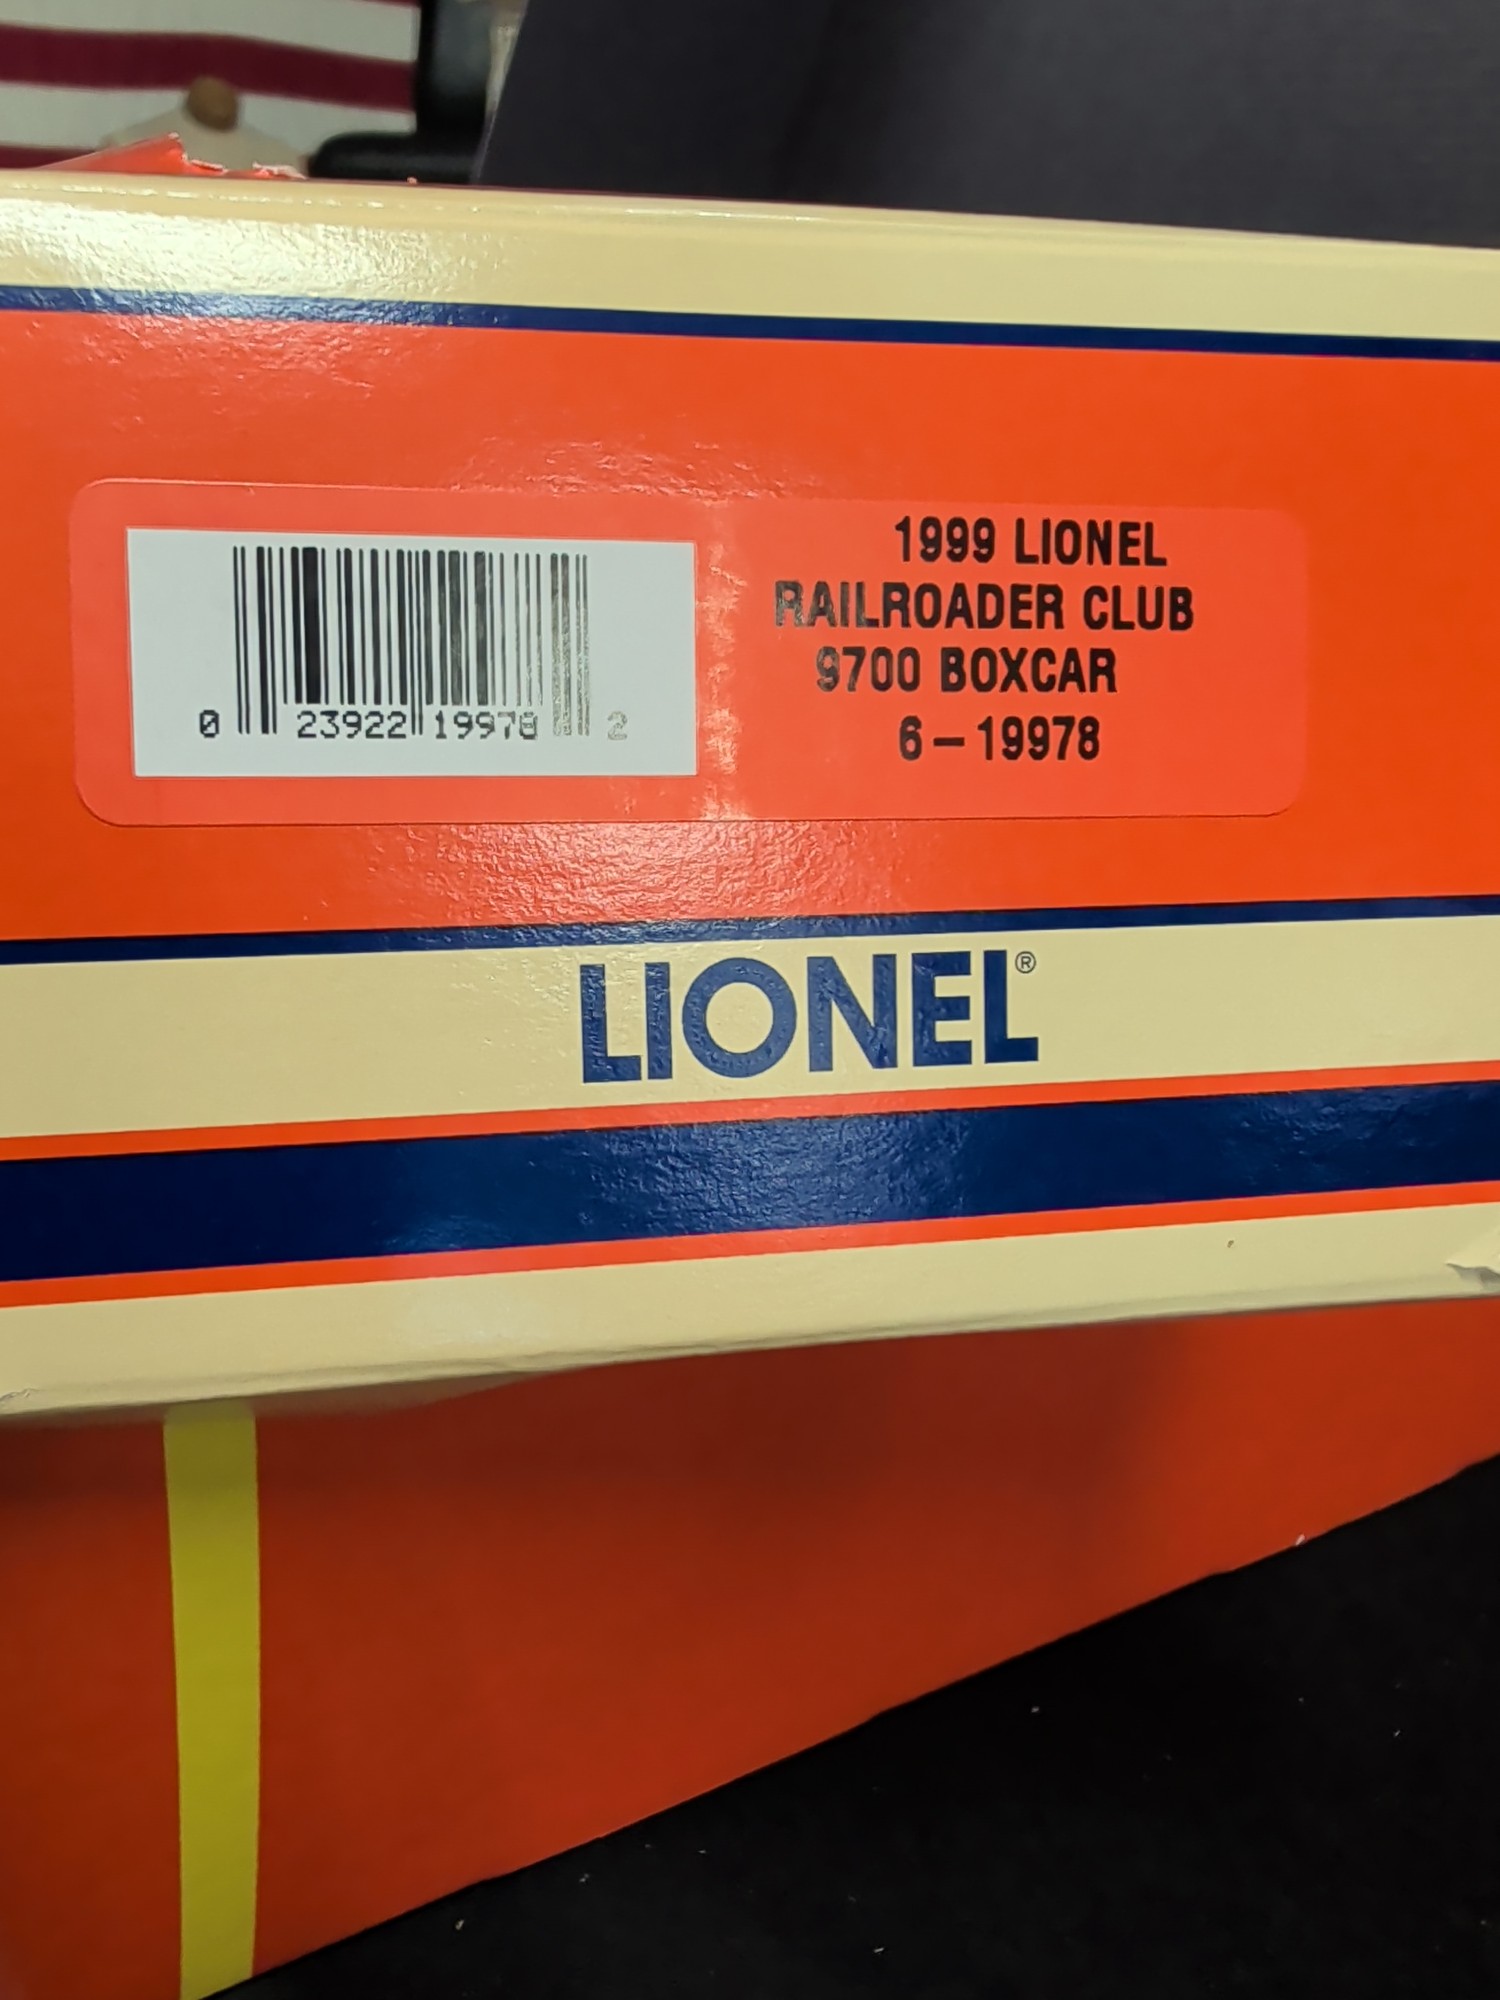 1999 LIONEL
RAILROADER CLUB
9700 BOXCAR
6-19978
0 23922 19978 2
LIONEL®